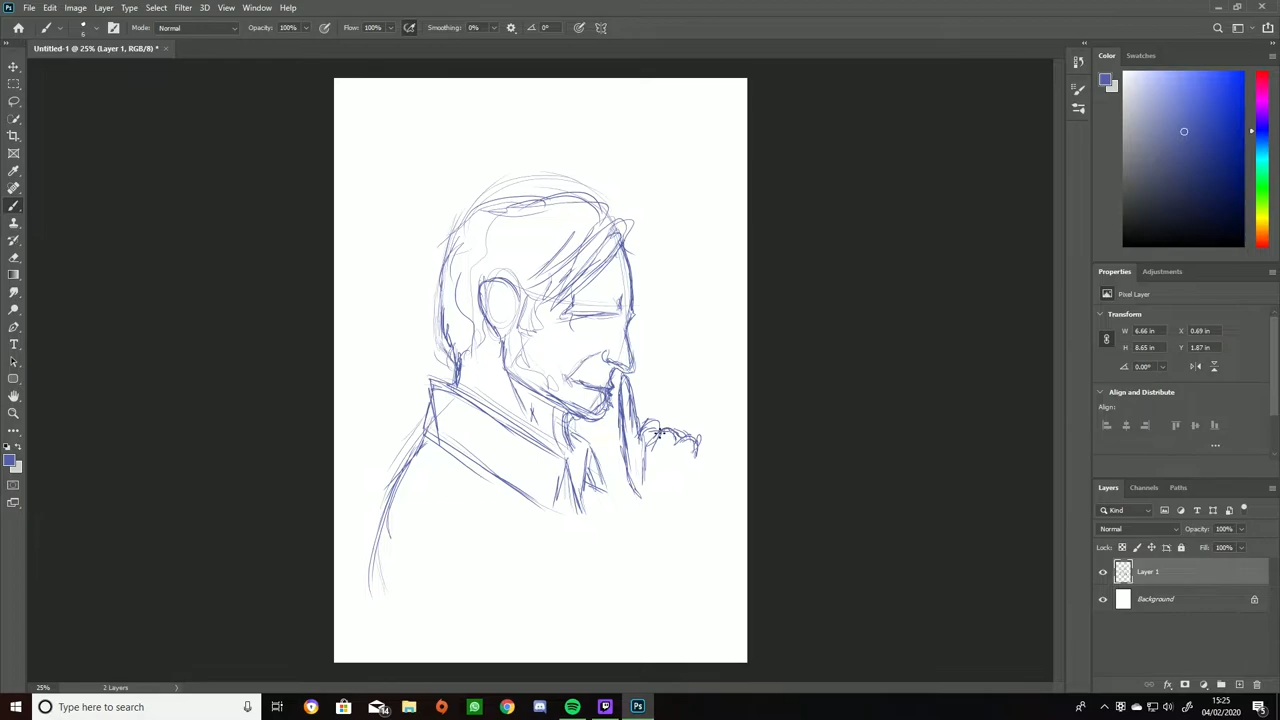 File Edit Image Layer Type Select Filter 3D View Window Help
6 Mode: Normal Opacity: 100% Flow: 100% Smoothing: 0% 0°
Untitled-1 @ 25% (Layer 1, RGB/8) *
Color Swatches
Properties Adjustments
Pixel Layer
Transform
W 6.66 in X 0.69 in
H 8.65 in Y 1.87 in
0.00°
Align and Distribute
Align:
Layers Channels Paths
Kind
Normal Opacity: 100%
Lock: Fill: 100%
Layer 1
Background
25% 2 Layers
Type here to search
15:25
04/02/2020